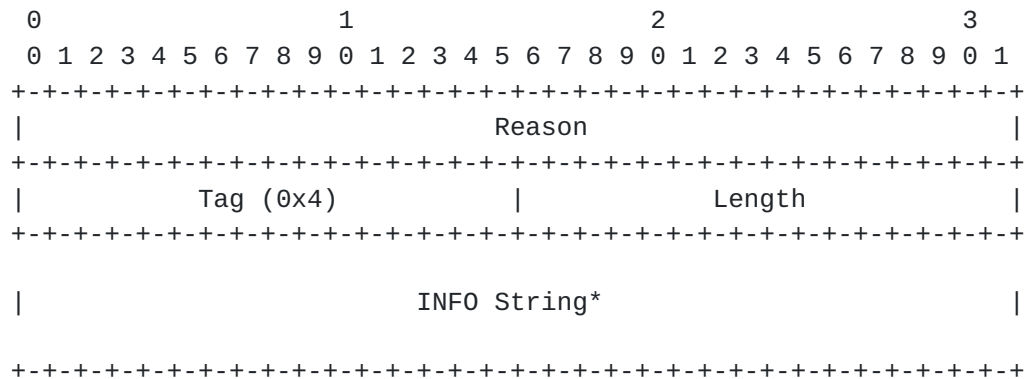 0                   1                   2                   3
 0 1 2 3 4 5 6 7 8 9 0 1 2 3 4 5 6 7 8 9 0 1 2 3 4 5 6 7 8 9 0 1
+-+-+-+-+-+-+-+-+-+-+-+-+-+-+-+-+-+-+-+-+-+-+-+-+-+-+-+-+-+-+-+-+
|                              Reason                           |
+-+-+-+-+-+-+-+-+-+-+-+-+-+-+-+-+-+-+-+-+-+-+-+-+-+-+-+-+-+-+-+-+
|           Tag (0x4)           |            Length             |
+-+-+-+-+-+-+-+-+-+-+-+-+-+-+-+-+-+-+-+-+-+-+-+-+-+-+-+-+-+-+-+-+
|                         INFO String*                          |
+-+-+-+-+-+-+-+-+-+-+-+-+-+-+-+-+-+-+-+-+-+-+-+-+-+-+-+-+-+-+-+-+